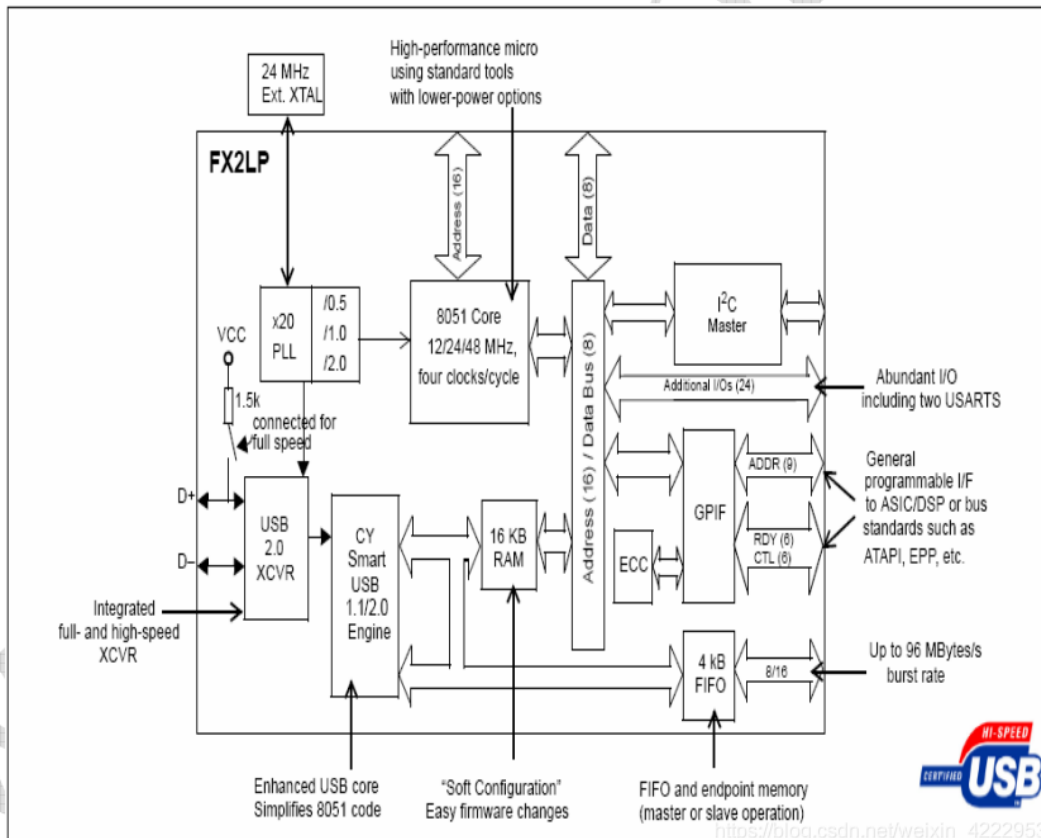 High-performance micro
using standard tools
with lower-power options
24 MHz
Ext. XTAL
FX2LP
Address (16)
Data (8)
x20
PLL
/0.5
/1.0
/2.0
8051 Core
12/24/48 MHz,
four clocks/cycle
I²C
Master
VCC
1.5k
connected for
full speed
Address (16) / Data Bus (8)
Additional I/Os (24)
Abundant I/O
including two USARTS
D+
D–
USB
2.0
XCVR
CY
Smart
USB
1.1/2.0
Engine
16 KB
RAM
ECC
GPIF
ADDR (9)
RDY (6)
CTL (6)
General
programmable I/F
to ASIC/DSP or bus
standards such as
ATAPI, EPP, etc.
Integrated
full- and high-speed
XCVR
4 kB
FIFO
8/16
Up to 96 MBytes/s
burst rate
Enhanced USB core
Simplifies 8051 code
"Soft Configuration"
Easy firmware changes
FIFO and endpoint memory
(master or slave operation)
HI-SPEED
CERTIFIED
USB
https://blog.csdn.net/weixin_4222953